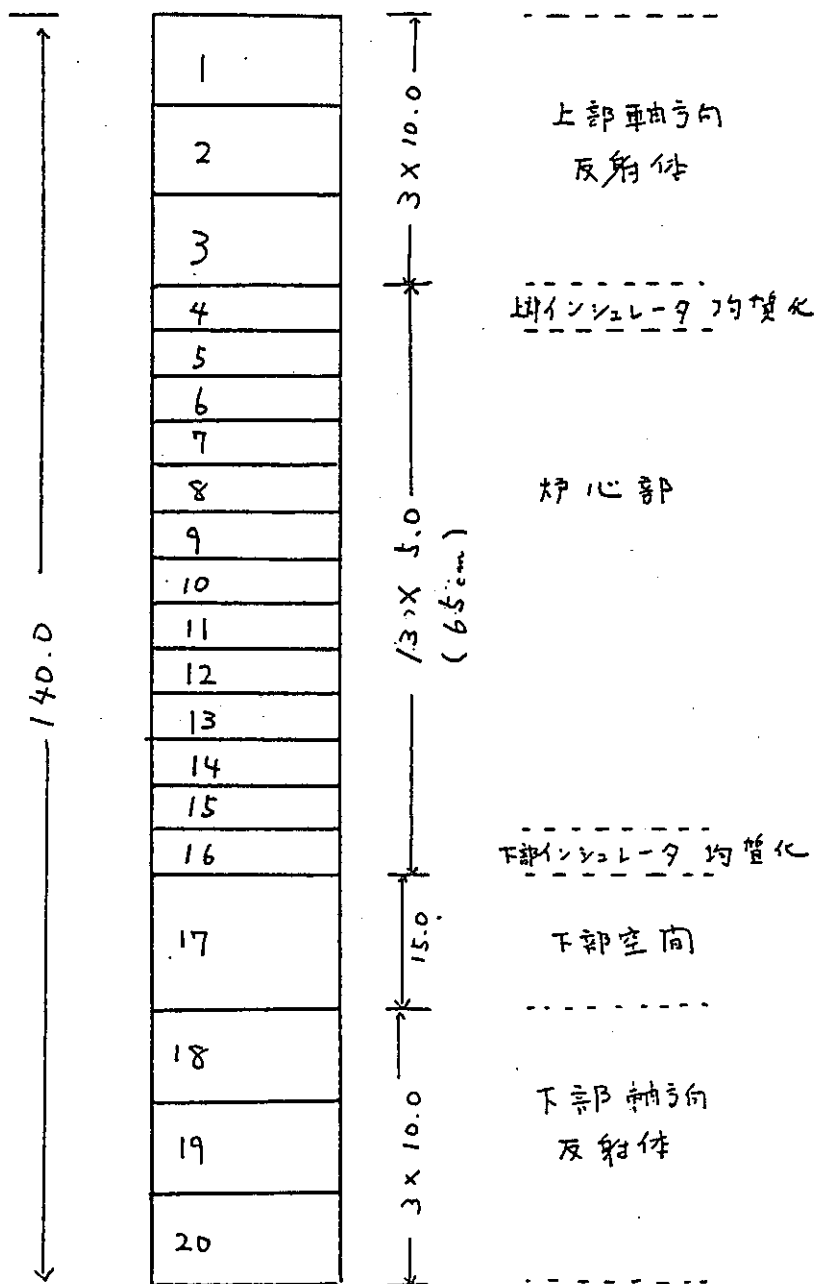 140.0
1
2
3
4
5
6
7
8
9
10
11
12
13
14
15
16
17
18
19
20
3 × 10.0
13 × 5.0
(65cm)
15.0
3 × 10.0
上部軸方向
反射体
上部インシュレータ 均質化
炉心部
下部インシュレータ 均質化
下部空間
下部軸方向
反射体